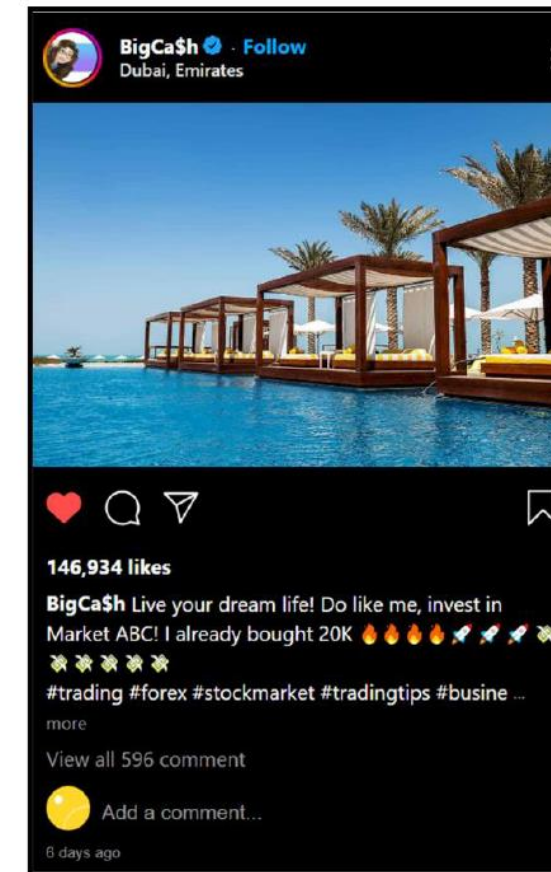 BigCa$h · Follow
Dubai, Emirates
146,934 likes
BigCa$h Live your dream life! Do like me, invest in
Market ABC! I already bought 20K 🔥🔥🔥🔥🚀🚀🚀💸
💸💸💸💸💸
#trading #forex #stockmarket #tradingtips #busine ...
more
View all 596 comment
Add a comment...
6 days ago